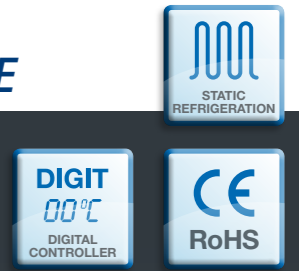 E
STATIC
REFRIGERATION
DIGIT
00°C
DIGITAL
CONTROLLER
CE
RoHS